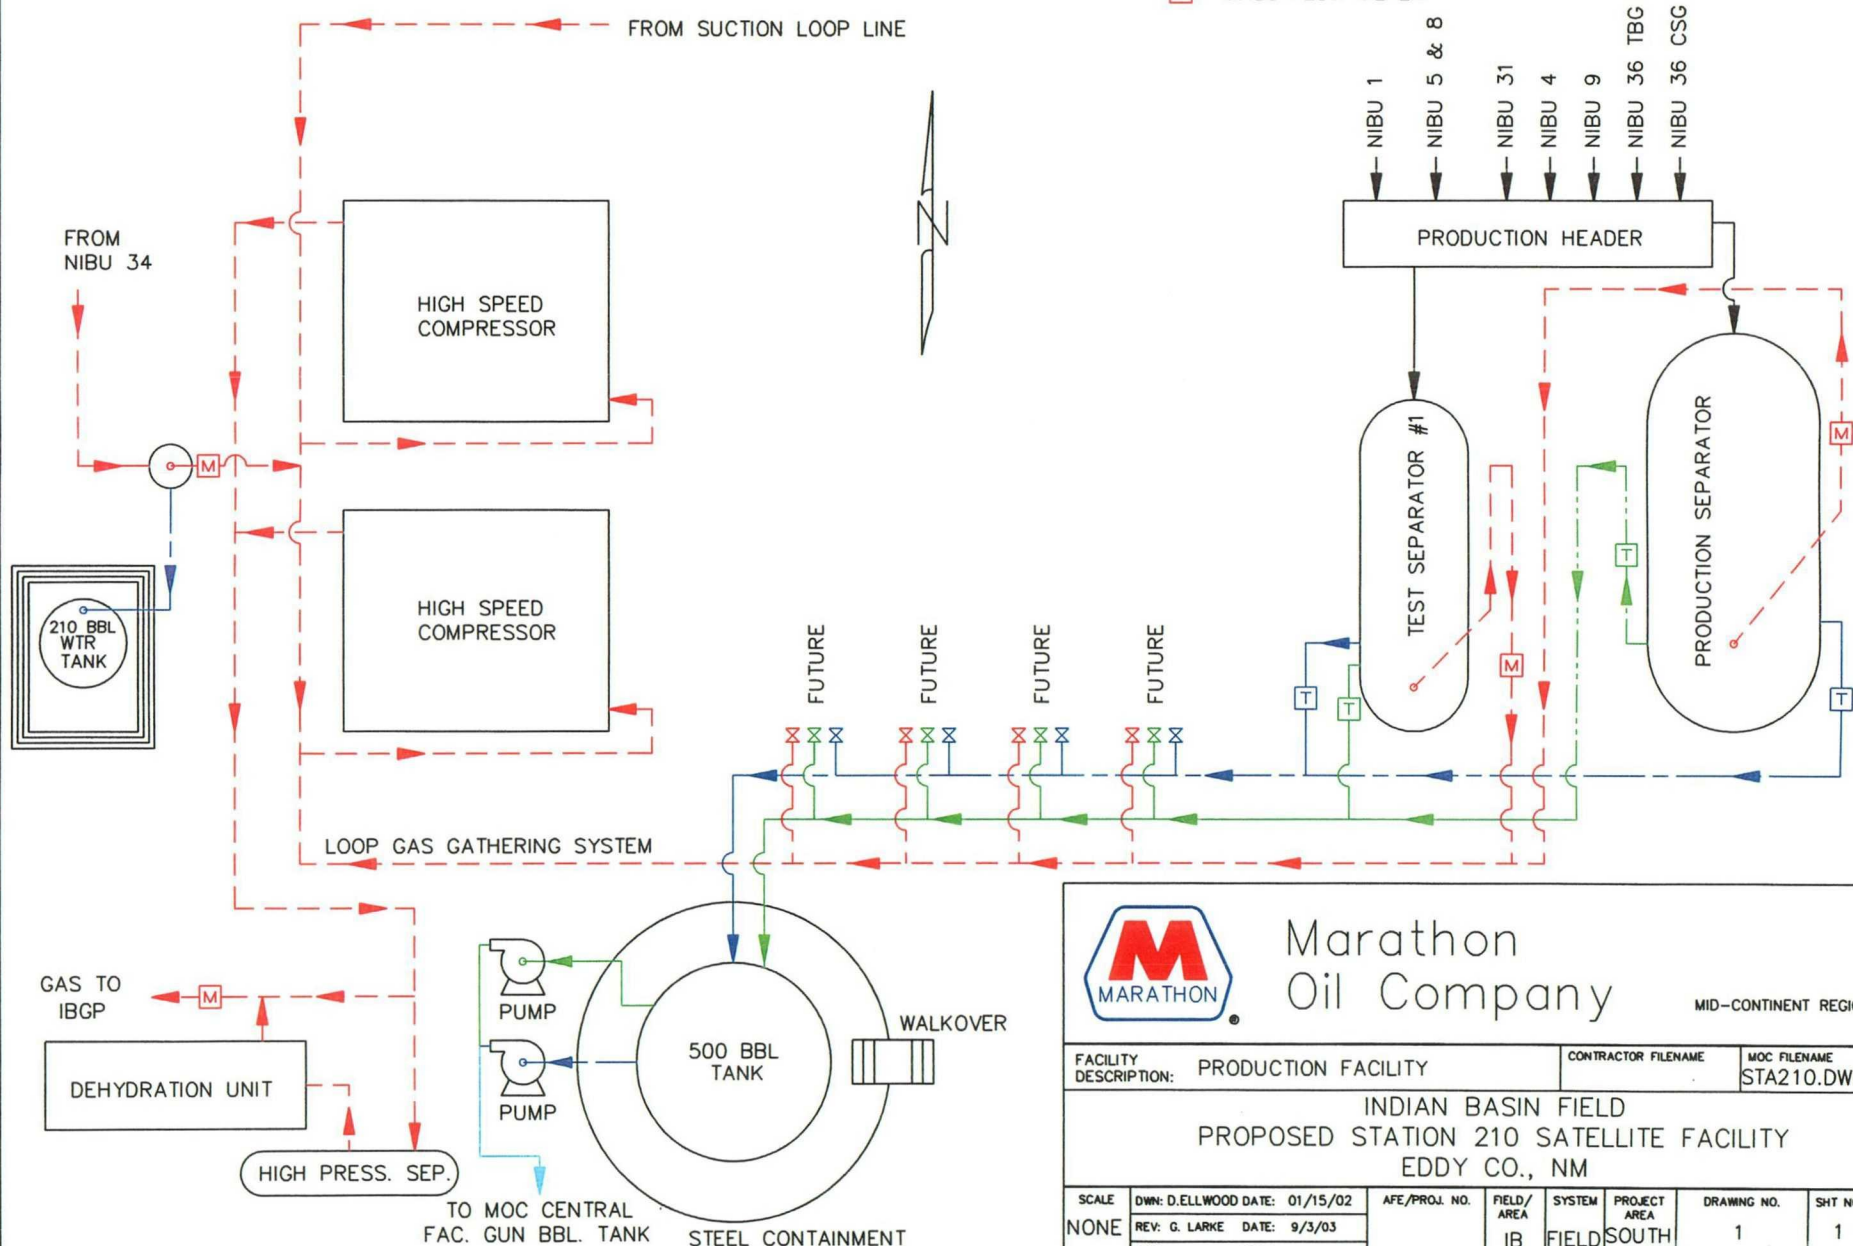 FROM SUCTION LOOP LINE
NIBU 1
NIBU 5 & 8
NIBU 31
NIBU 4
NIBU 9
NIBU 36 TBG
NIBU 36 CSG
PRODUCTION HEADER
N
FROM
NIBU 34
HIGH SPEED
COMPRESSOR
M
M
TEST SEPARATOR #1
PRODUCTION SEPARATOR
T
HIGH SPEED
COMPRESSOR
210 BBL
WTR
TANK
FUTURE
FUTURE
FUTURE
FUTURE
M
T
T
T
LOOP GAS GATHERING SYSTEM
GAS TO
IBGP
M
DEHYDRATION UNIT
HIGH PRESS. SEP.
PUMP
PUMP
500 BBL
TANK
WALKOVER
TO MOC CENTRAL
FAC. GUN BBL. TANK
STEEL CONTAINMENT
M
MARATHON
®
Marathon
Oil Company
MID-CONTINENT REGI
FACILITY
DESCRIPTION:
PRODUCTION FACILITY
CONTRACTOR FILENAME
MOC FILENAME
STA210.DW
INDIAN BASIN FIELD
PROPOSED STATION 210 SATELLITE FACILITY
EDDY CO., NM
SCALE
NONE
DWN: D.ELLWOOD DATE: 01/15/02
REV: G. LARKE DATE: 9/3/03
AFE/PROJ. NO.
FIELD/
AREA
IB
SYSTEM
FIELD
PROJECT
AREA
SOUTH
DRAWING NO.
1
SHT N
1